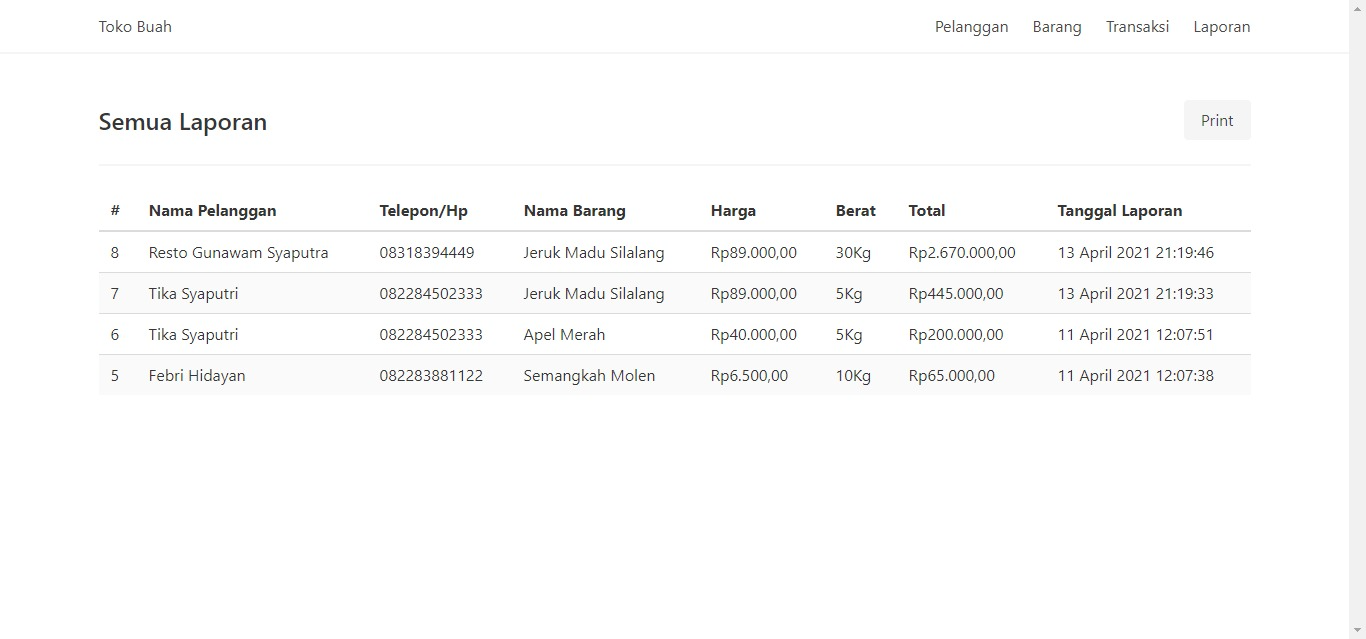 Toko Buah Pelanggan Barang Transaksi Laporan
Semua Laporan Print
# Nama Pelanggan Telepon/Hp Nama Barang Harga Berat Total Tanggal Laporan
8 Resto Gunawam Syaputra 08318394449 Jeruk Madu Silalang Rp89.000,00 30Kg Rp2.670.000,00 13 April 2021 21:19:46
7 Tika Syaputri 082284502333 Jeruk Madu Silalang Rp89.000,00 5Kg Rp445.000,00 13 April 2021 21:19:33
6 Tika Syaputri 082284502333 Apel Merah Rp40.000,00 5Kg Rp200.000,00 11 April 2021 12:07:51
5 Febri Hidayan 082283881122 Semangkah Molen Rp6.500,00 10Kg Rp65.000,00 11 April 2021 12:07:38